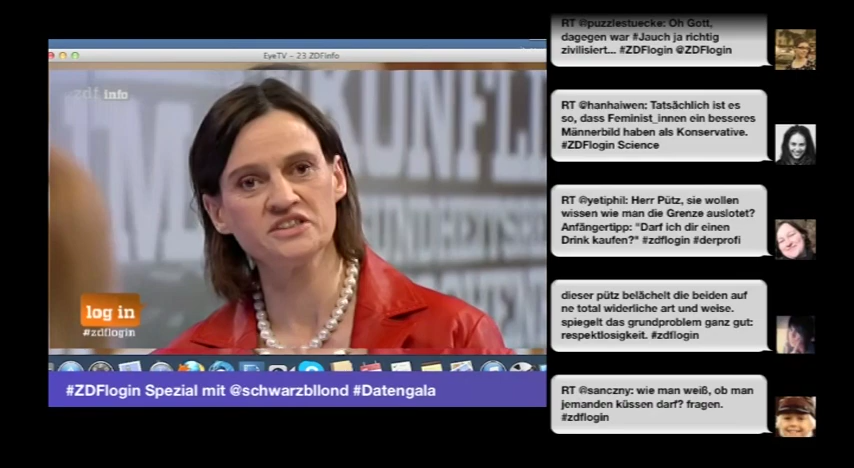 EyeTV – 23 ZDFinfo
zdf info
KONFLI
log in
#zdflogin
#ZDFlogin Spezial mit @schwarzbllond #Datengala
RT @puzzlestuecke: Oh Gott,
dagegen war #Jauch ja richtig
zivilisiert... #ZDFlogin @ZDFlogin
RT @hanhaiwen: Tatsächlich ist es
so, dass Feminist_innen ein besseres
Männerbild haben als Konservative.
#ZDFlogin Science
RT @yetiphil: Herr Pütz, sie wollen
wissen wie man die Grenze auslotet?
Anfängertipp: "Darf ich dir einen
Drink kaufen?" #zdflogin #derprofi
dieser pütz belächelt die beiden auf
ne total widerliche art und weise.
spiegelt das grundproblem ganz gut:
respektlosigkeit. #zdflogin
RT @sanczny: wie man weiß, ob man
jemanden küssen darf? fragen.
#zdflogin